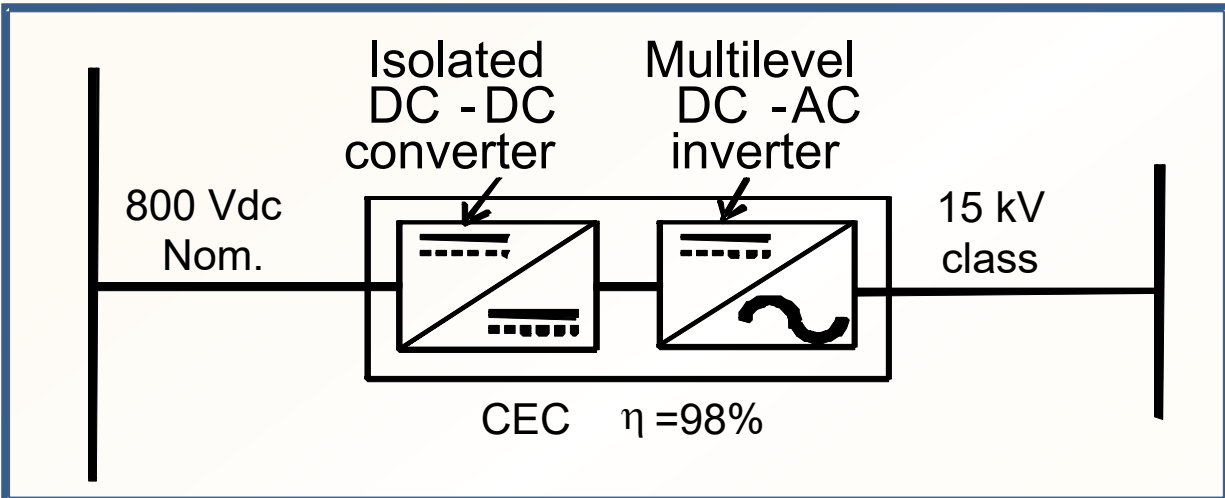 Isolated
DC - DC
converter
Multilevel
DC - AC
inverter
800 Vdc
Nom.
15 kV
class
CEC η =98%